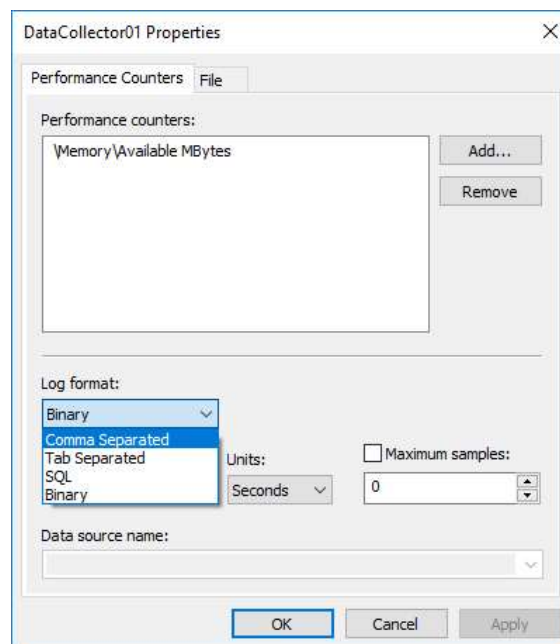 DataCollector01 Properties
Performance Counters File
Performance counters:
\Memory\Available MBytes
Add...
Remove
Log format:
Binary
Comma Separated
Tab Separated
SQL
Binary
Units:
Seconds
Maximum samples:
0
Data source name:
OK Cancel Apply